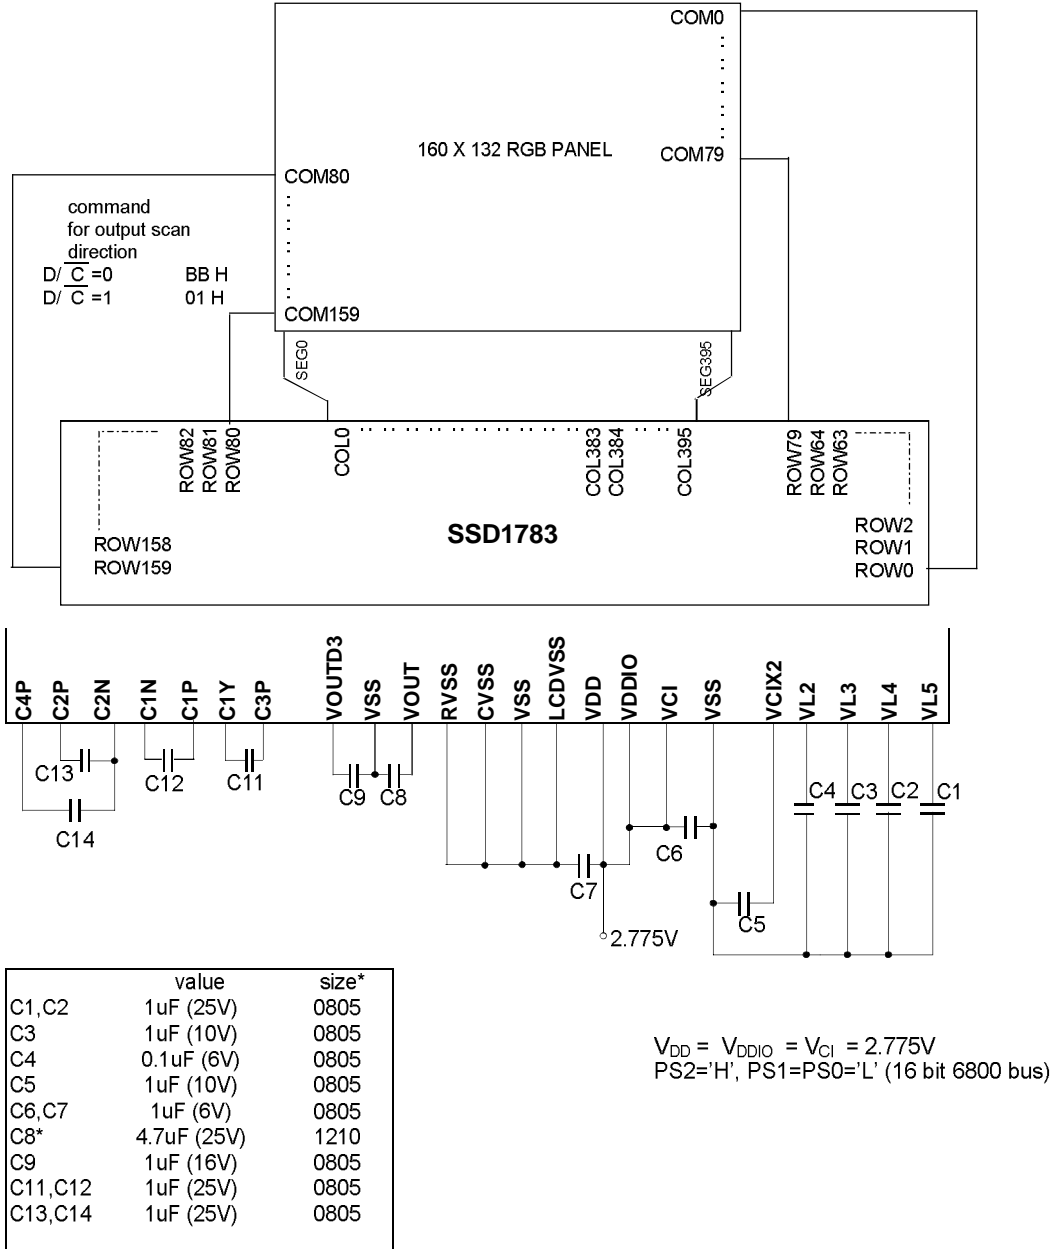 COM0
160 X 132 RGB PANEL
COM79
COM80
command
for output scan
direction
D/ C =0 BB H
D/ C =1 01 H
COM159
SEG0
SEG395
ROW82
ROW81
ROW80
COL0
COL383
COL384
COL395
ROW79
ROW64
ROW63
SSD1783
ROW158
ROW159
ROW2
ROW1
ROW0
C4P
C2P
C2N
C1N
C1P
C1Y
C3P
VOUTD3
VSS
VOUT
RVSS
CVSS
VSS
LCDVSS
VDD
VDDIO
VCI
VSS
VCIX2
VL2
VL3
VL4
VL5
C13
C12
C11
C14
C9
C8
C7
C6
C5
C4
C3
C2
C1
2.775V
value size*
C1,C2 1uF (25V) 0805
C3 1uF (10V) 0805
C4 0.1uF (6V) 0805
C5 1uF (10V) 0805
C6,C7 1uF (6V) 0805
C8* 4.7uF (25V) 1210
C9 1uF (16V) 0805
C11,C12 1uF (25V) 0805
C13,C14 1uF (25V) 0805
VDD = VDDIO = VCI = 2.775V
PS2='H', PS1=PS0='L' (16 bit 6800 bus)